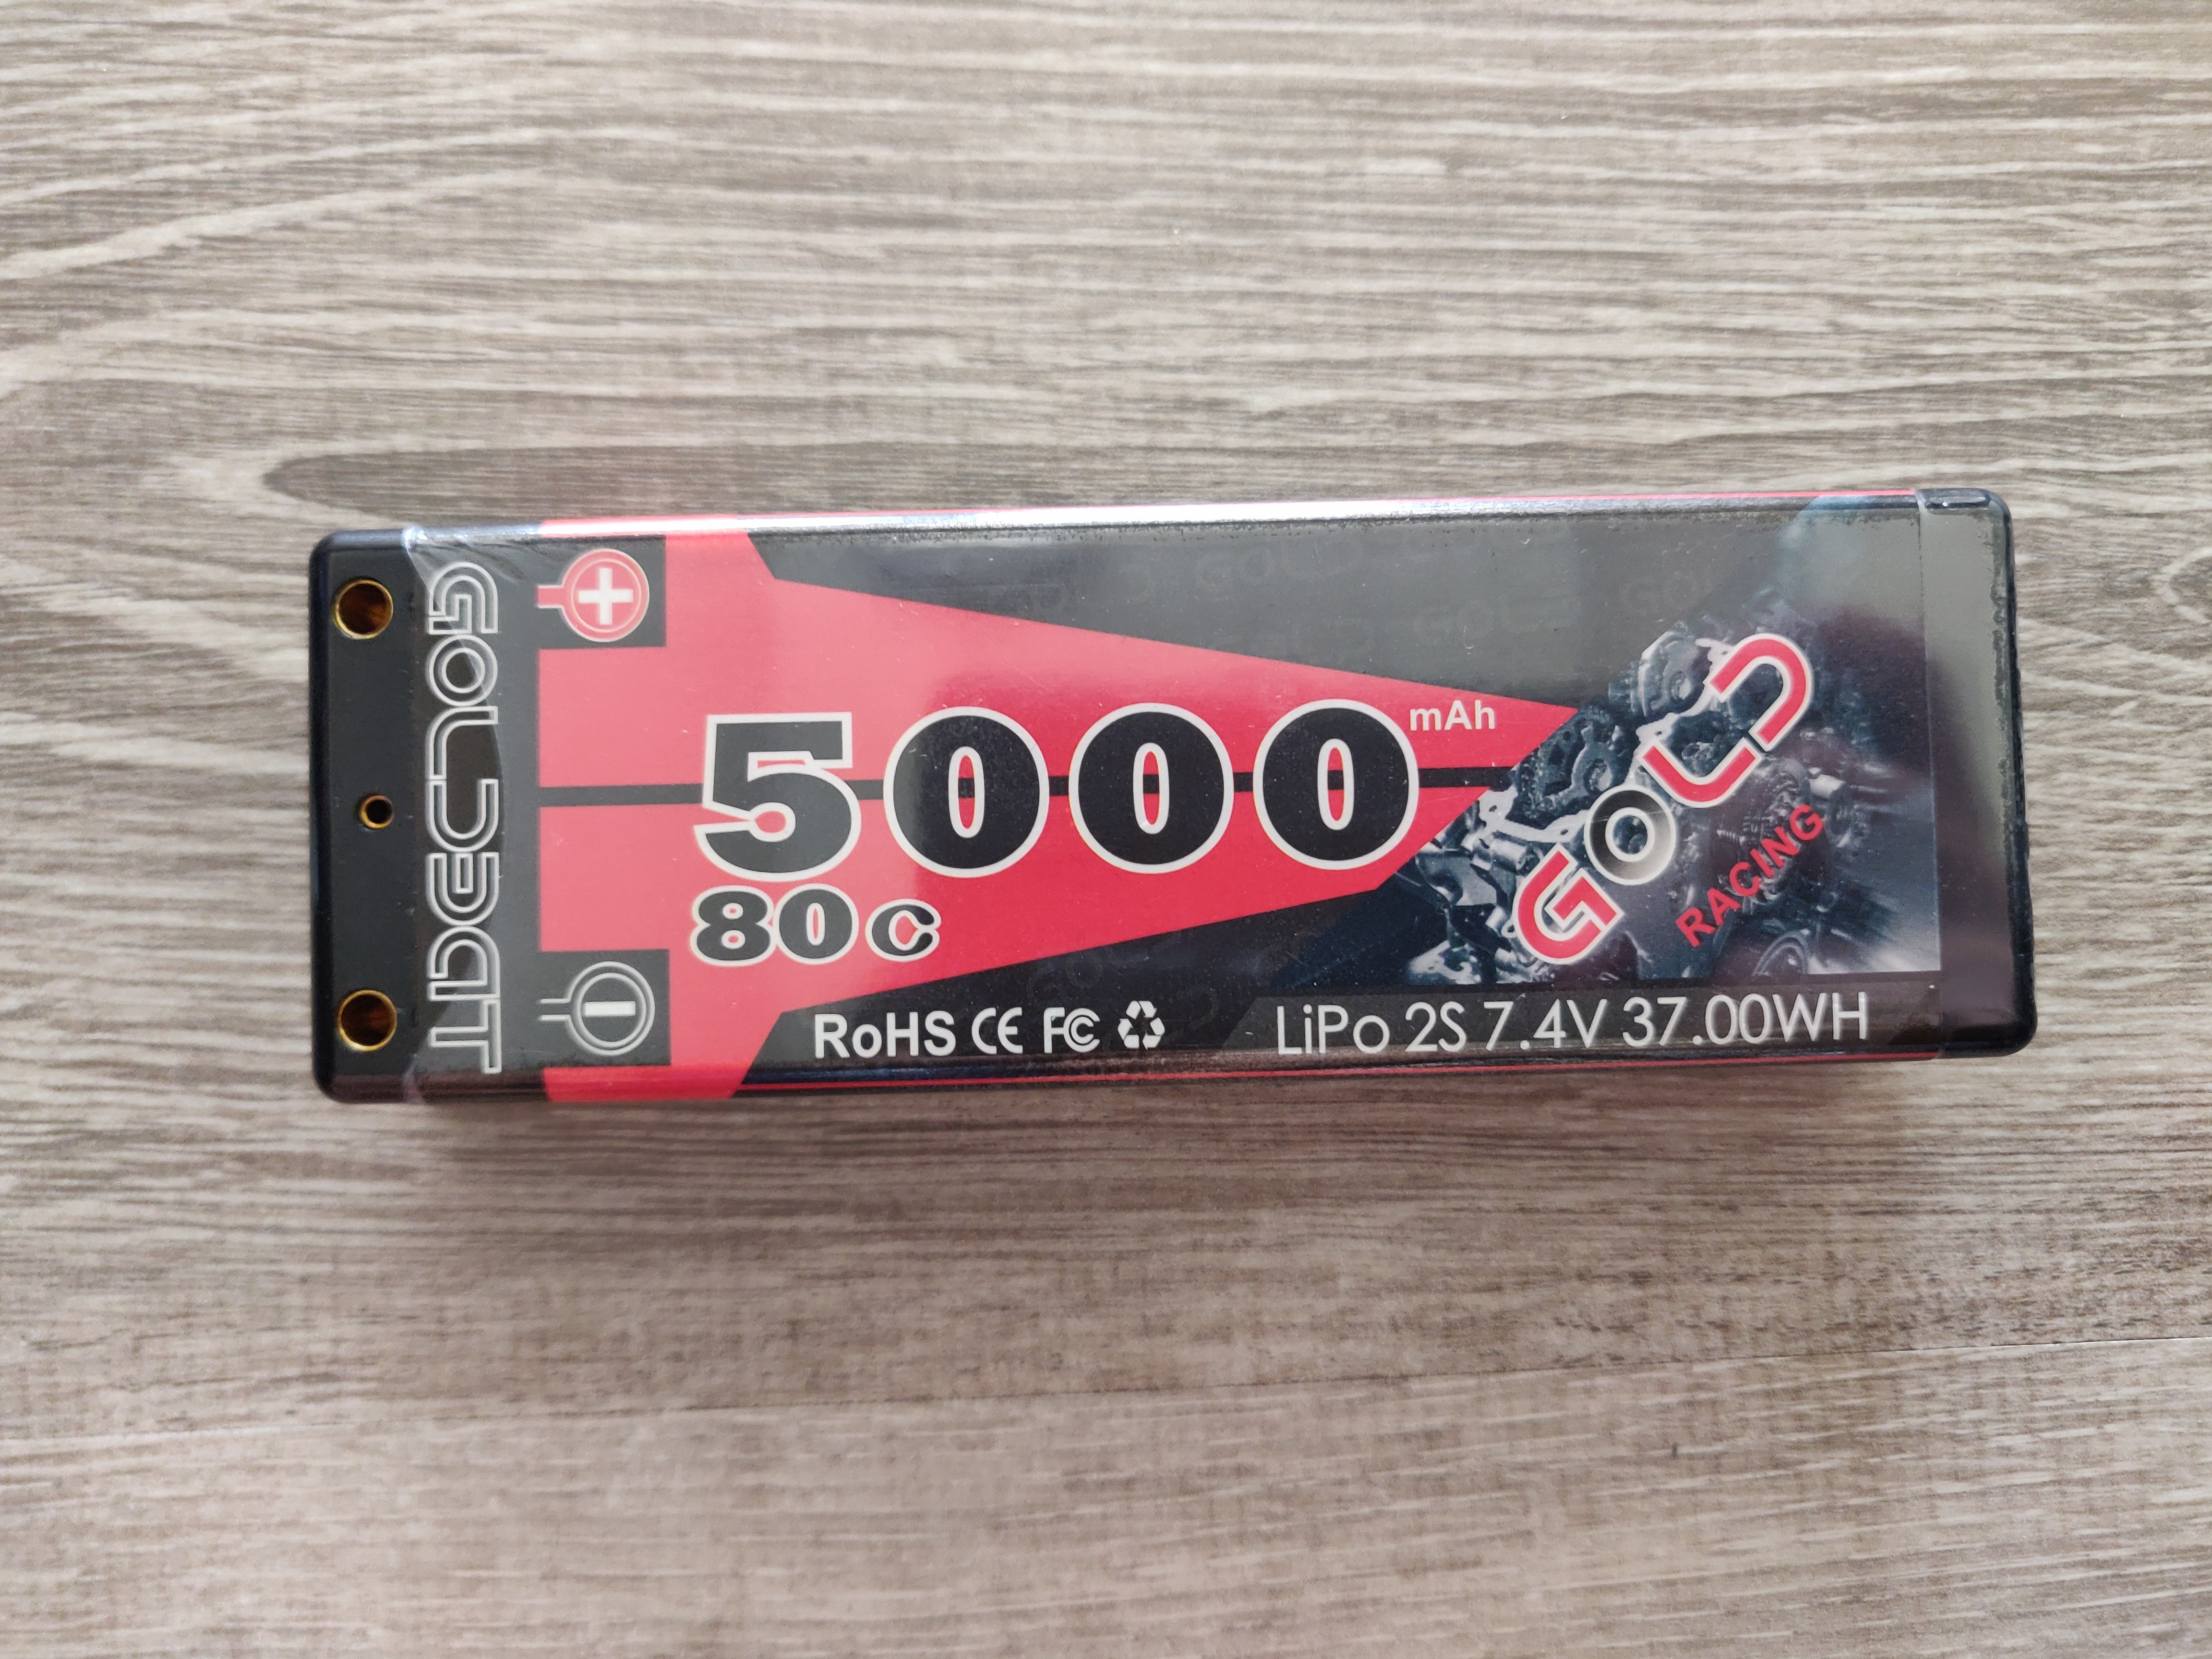 GOLDBAT
5000 mAh
80C
GOLD
RACING
RoHS CE FC
LiPo 2S 7.4V 37.00WH